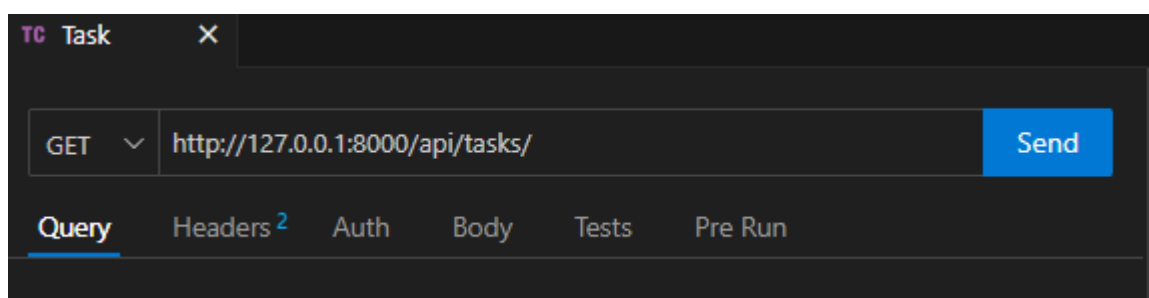 TC Task
GET http://127.0.0.1:8000/api/tasks/ Send
Query Headers 2 Auth Body Tests Pre Run